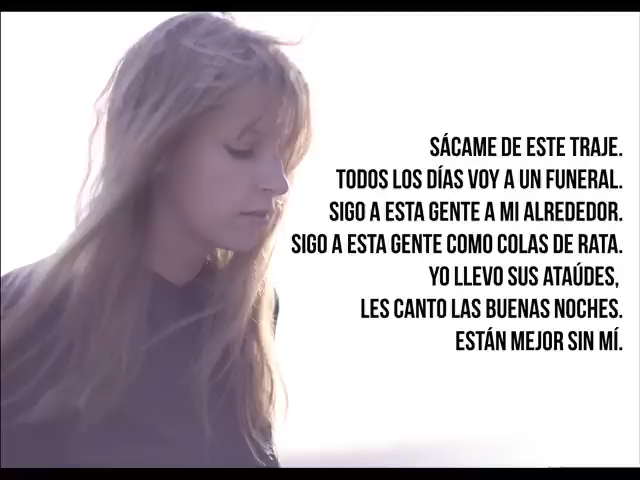 SÁCAME DE ESTE TRAJE.
TODOS LOS DÍAS VOY A UN FUNERAL.
SIGO A ESTA GENTE A MI ALREDEDOR.
SIGO A ESTA GENTE COMO COLAS DE RATA.
YO LLEVO SUS ATAÚDES,
LES CANTO LAS BUENAS NOCHES.
ESTÁN MEJOR SIN MÍ.